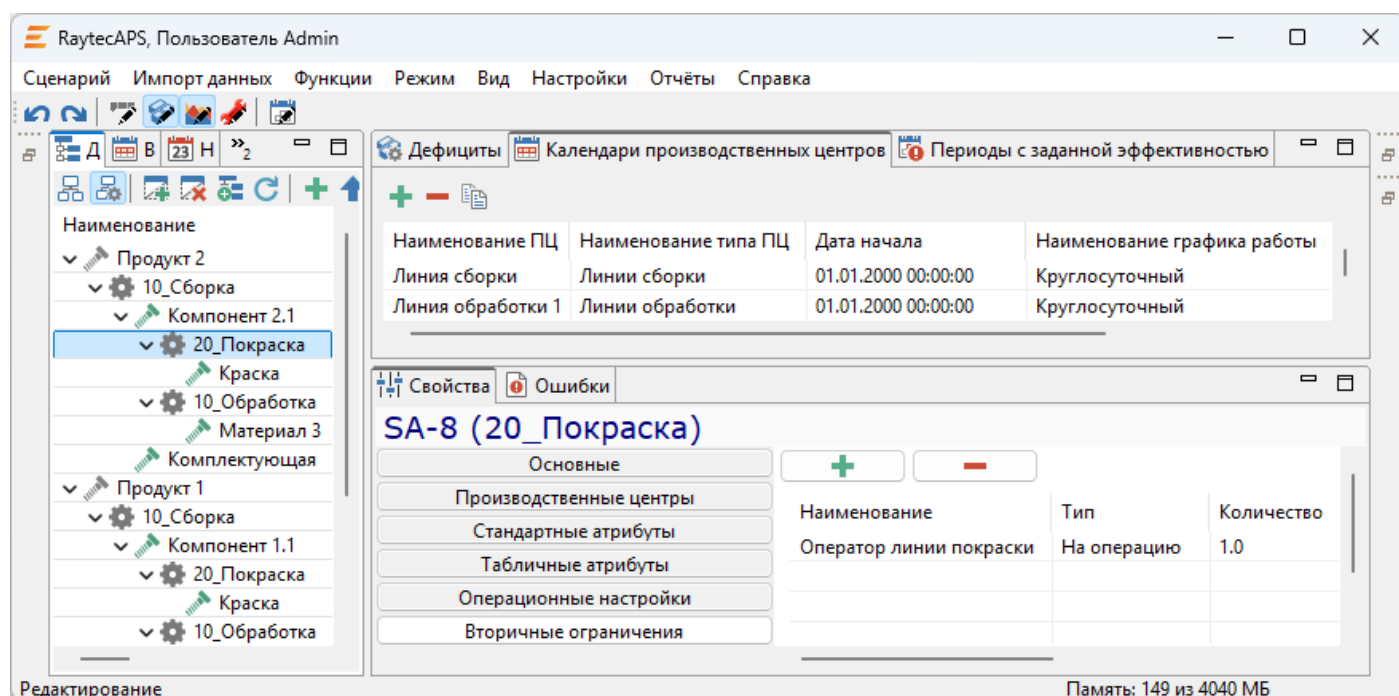 RaytecAPS, Пользователь Admin
Сценарий Импорт данных Функции Режим Вид Настройки Отчёты Справка
Д В 23 Н »2
Наименование
Продукт 2
10_Сборка
Компонент 2.1
20_Покраска
Краска
10_Обработка
Материал 3
Комплектующая
Продукт 1
10_Сборка
Компонент 1.1
20_Покраска
Краска
10_Обработка
Дефициты Календари производственных центров Периоды с заданной эффективностью
Наименование ПЦ Наименование типа ПЦ Дата начала Наименование графика работы
Линия сборки Линии сборки 01.01.2000 00:00:00 Круглосуточный
Линия обработки 1 Линии обработки 01.01.2000 00:00:00 Круглосуточный
Свойства Ошибки
SA-8 (20_Покраска)
Основные
Производственные центры
Стандартные атрибуты
Табличные атрибуты
Операционные настройки
Вторичные ограничения
Наименование Тип Количество
Оператор линии покраски На операцию 1.0
Редактирование Память: 149 из 4040 МБ